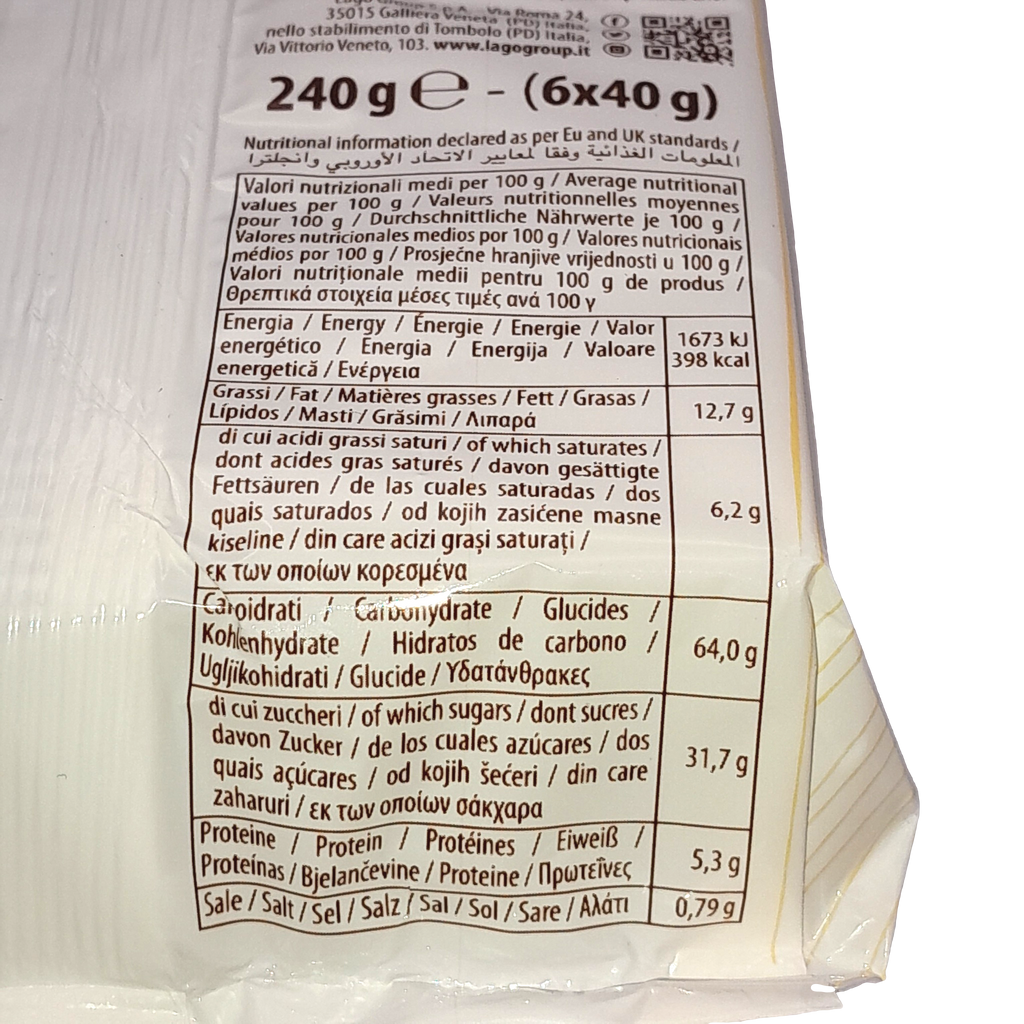 Via Roma 24,
35015 Galliera Veneta (PD) Italia,
nello stabilimento di Tombolo (PD) Italia,
Via Vittorio Veneto, 103. www.lagogroup.it
240 g e - (6x40 g)
Nutritional information declared as per Eu and UK standards /
المعلومات الغذائية وفقا لمعايير الاتحاد الأوروبي وانجلترا
Valori nutrizionali medi per 100 g / Average nutritional
values per 100 g / Valeurs nutritionnelles moyennes
pour 100 g / Durchschnittliche Nährwerte je 100 g /
Valores nutricionales medios por 100 g / Valores nutricionais
médios por 100 g / Prosječne hranjive vrijednosti u 100 g /
Valori nutriționale medii pentru 100 g de produs /
Θρεπτικά στοιχεία μέσες τιμές ανά 100 γ
Energia / Energy / Énergie / Energie / Valor
energético / Energia / Energija / Valoare
energetică / Ενέργεια
1673 kJ
398 kcal
Grassi / Fat / Matières grasses / Fett / Grasas /
Lípidos / Masti / Grăsimi / Λιπαρά
12,7 g
di cui acidi grassi saturi / of which saturates /
dont acides gras saturés / davon gesättigte
Fettsäuren / de las cuales saturadas / dos
quais saturados / od kojih zasićene masne
kiseline / din care acizi grași saturați /
εκ των οποίων κορεσμένα
6,2 g
Caroidrati / Carbohydrate / Glucides /
Kohlenhydrate / Hidratos de carbono /
Ugljikohidrati / Glucide / Υδατάνθρακες
64,0 g
di cui zuccheri / of which sugars / dont sucres /
davon Zucker / de los cuales azúcares / dos
quais açúcares / od kojih šećeri / din care
zaharuri / εκ των οποίων σάκχαρα
31,7 g
Proteine / Protein / Protéines / Eiweiß /
Proteínas / Bjelančevine / Proteine / Πρωτεΐνες
5,3 g
Sale / Salt / Sel / Salz / Sal / Sol / Sare / Αλάτι
0,79 g